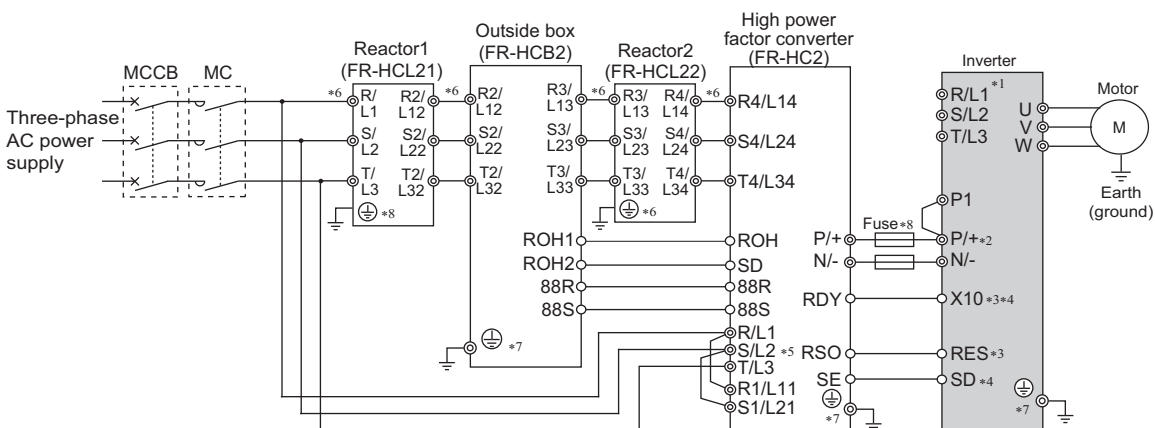 High power
factor converter
(FR-HC2)
Outside box
(FR-HCB2)
Reactor1
(FR-HCL21)
Reactor2
(FR-HCL22)
Inverter
Motor
MCCB
MC
Three-phase
AC power
supply
*6
R/
L1
R2/
L12
*6
R2/
L12
R3/
L13
*6
R3/
L13
R4/
L14
*6
R4/L14
S/
L2
S2/
L22
S2/
L22
S3/
L23
S3/
L23
S4/
L24
S4/L24
T/
L3
T2/
L32
T2/
L32
T3/
L33
T3/
L33
T4/
L34
T4/L34
*8
*6
R/L1 *1
S/L2
T/L3
U
V
W
M
Earth
(ground)
P1
ROH1
ROH
ROH2
SD
88R
88R
88S
88S
P/+
Fuse*8
P/+*2
N/-
N/-
RDY
X10 *3*4
*7
R/L1
S/L2 *5
T/L3
R1/L11
S1/L21
RSO
RES*3
SE
SD *4
*7
*7